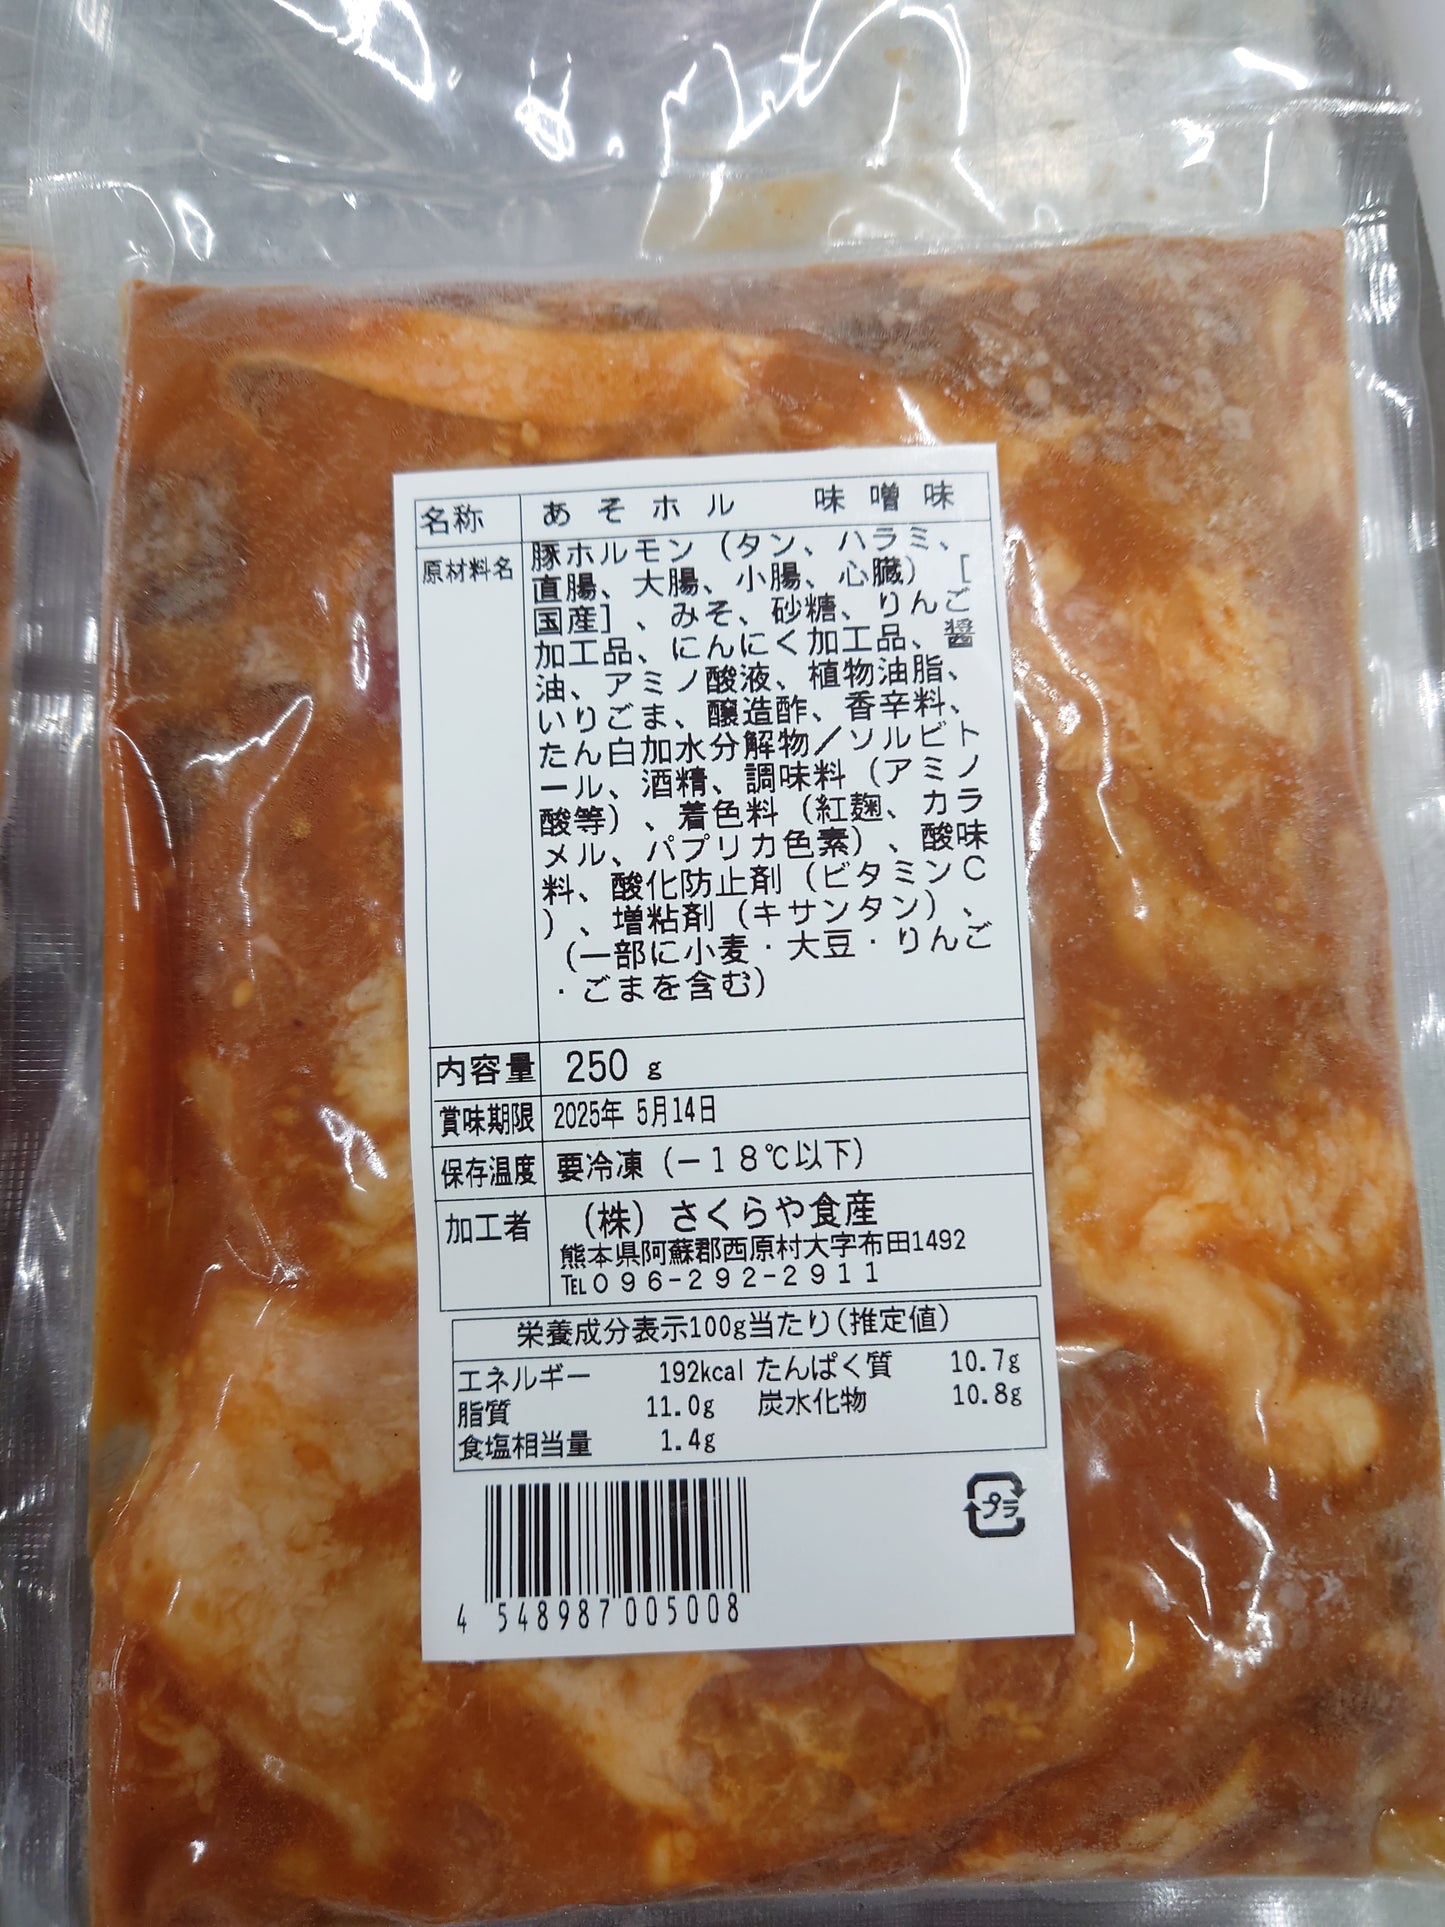 名称 あそホル 味噌味
原材料名 豚ホルモン（タン、ハラミ、
直腸、大腸、小腸、心臓）［
国産］、みそ、砂糖、りんご
加工品、にんにく加工品、醤
油、アミノ酸液、植物油脂、
いりごま、醸造酢、香辛料、
たん白加水分解物／ソルビト
ール、酒精、調味料（アミノ
酸等）、着色料（紅麹、カラ
メル、パプリカ色素）、酸味
料、酸化防止剤（ビタミンＣ
）、増粘剤（キサンタン）、
（一部に小麦・大豆・りんご
・ごまを含む）
内容量 250 g
賞味期限 2025年 5月14日
保存温度 要冷凍（－１８℃以下）
加工者 （株）さくらや食産
熊本県阿蘇郡西原村大字布田1492
℡０９６－２９２－２９１１
栄養成分表示100g当たり(推定値)
エネルギー 192kcal たんぱく質 10.7g
脂質 11.0g 炭水化物 10.8g
食塩相当量 1.4g
プラ
4 548987 005008